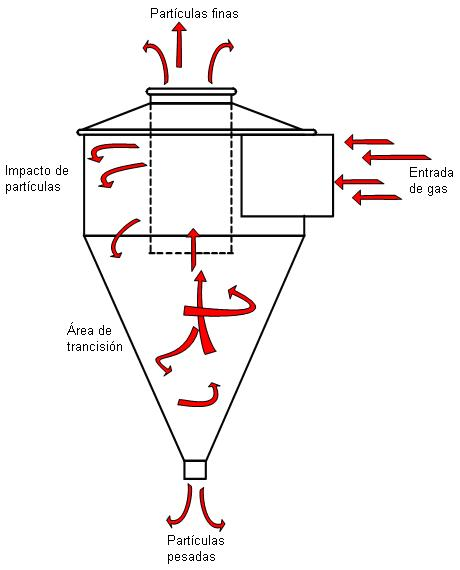 Partículas finas
Impacto de
partículas
Entrada
de gas
Área de
trancisión
Partículas
pesadas